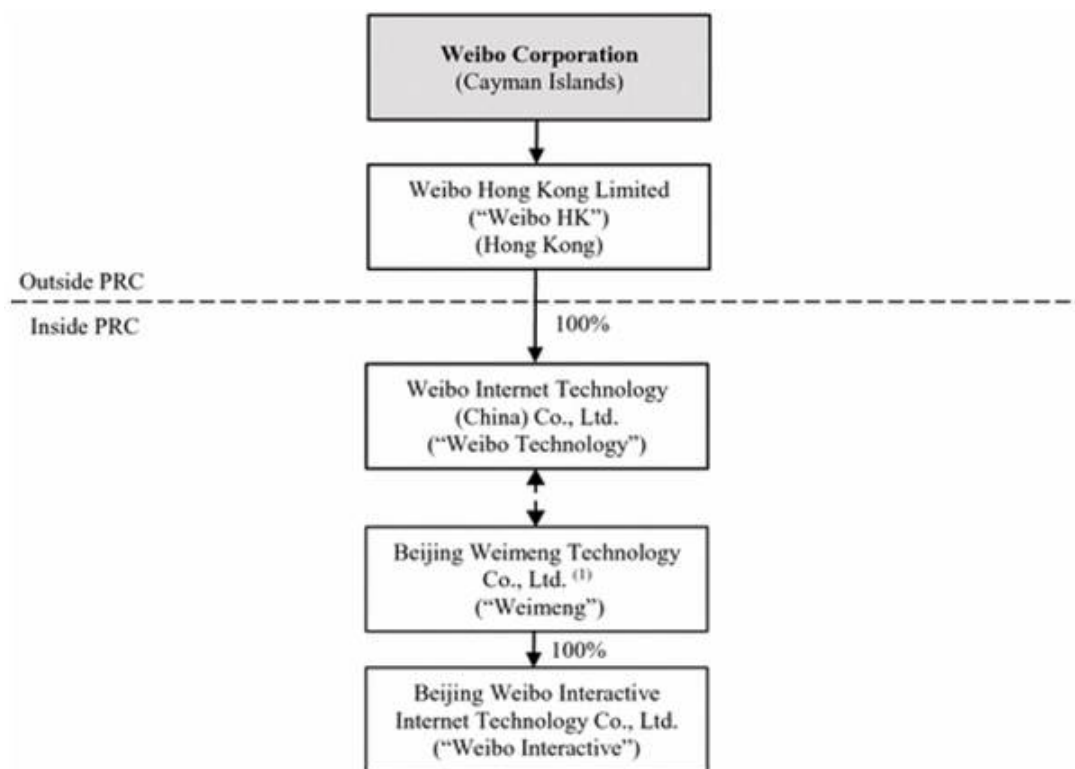 Weibo Corporation
(Cayman Islands)
Weibo Hong Kong Limited
(“Weibo HK”)
(Hong Kong)
Outside PRC
Inside PRC
100%
Weibo Internet Technology
(China) Co., Ltd.
(“Weibo Technology”)
Beijing Weimeng Technology
Co., Ltd. (1)
(“Weimeng”)
100%
Beijing Weibo Interactive
Internet Technology Co., Ltd.
(“Weibo Interactive”)